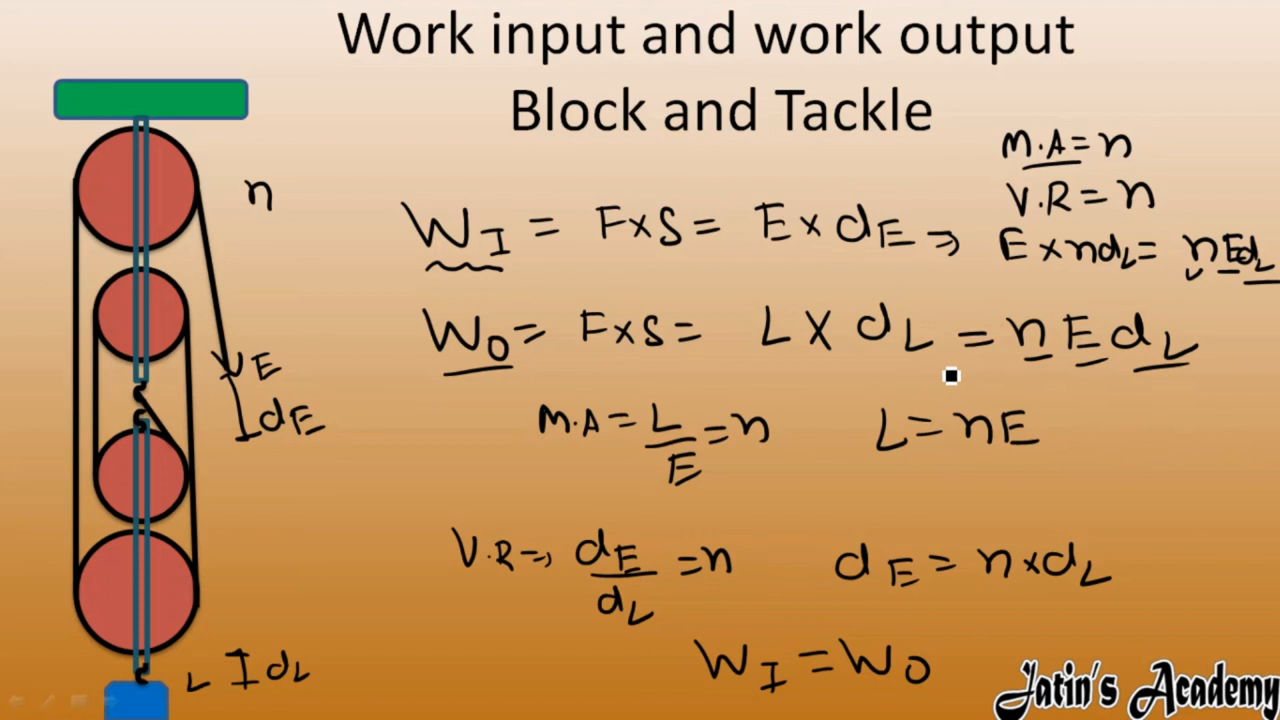 Work input and work output
Block and Tackle
M.A = n
V.R = n
n
W_I = F×S = E × d_E ⇒ E × nd_L = nEd_L
W_O = F×S = L × d_L = nEd_L
E
d_E
M.A = L/E = n    L = nE
V.R ⇒ d_E/d_L = n    d_E = n×d_L
W_I = W_O
L d_L
Jatin's Academy